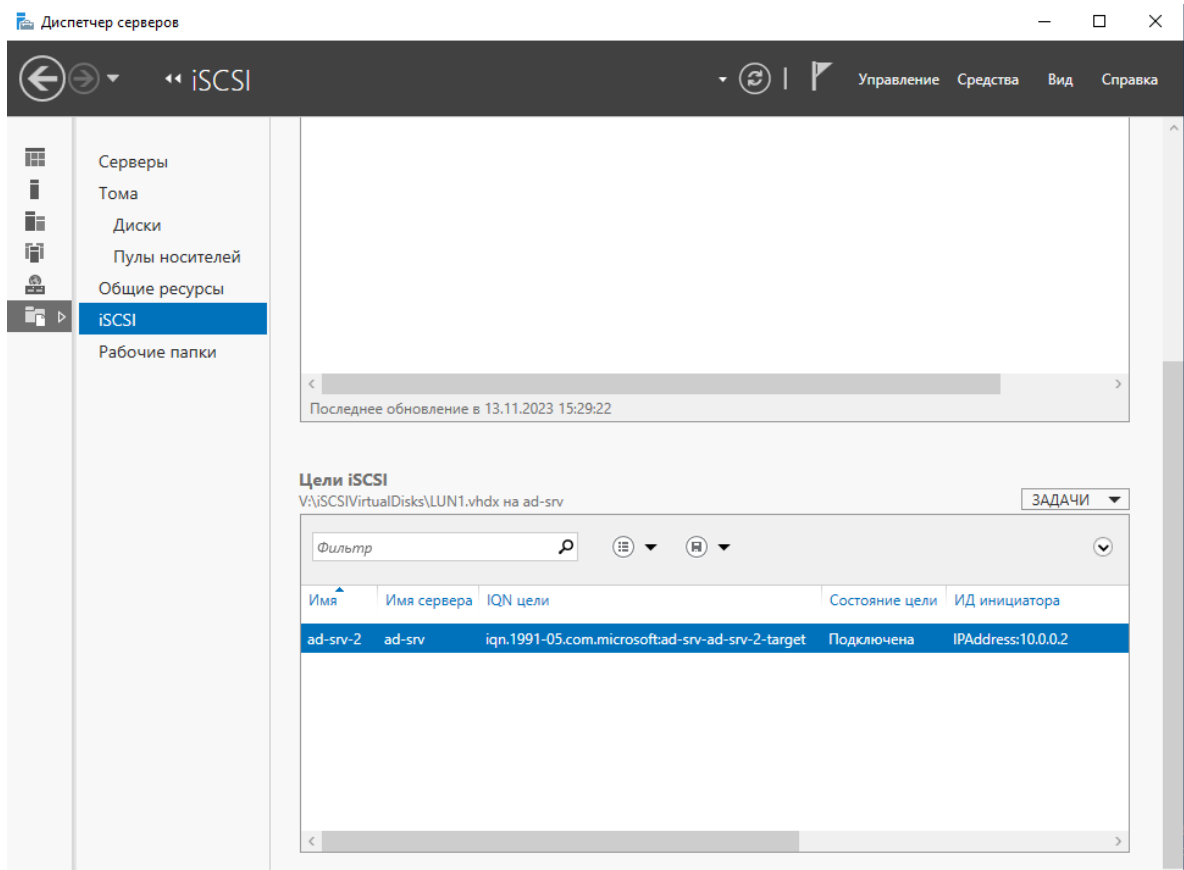 Диспетчер серверов
iSCSI
Управление Средства Вид Справка
Серверы
Тома
Диски
Пулы носителей
Общие ресурсы
iSCSI
Рабочие папки
Последнее обновление в 13.11.2023 15:29:22
Цели iSCSI
V:\iSCSIVirtualDisks\LUN1.vhdx на ad-srv
ЗАДАЧИ
Фильтр
Имя Имя сервера IQN цели Состояние цели ИД инициатора
ad-srv-2 ad-srv iqn.1991-05.com.microsoft:ad-srv-ad-srv-2-target Подключена IPAddress:10.0.0.2